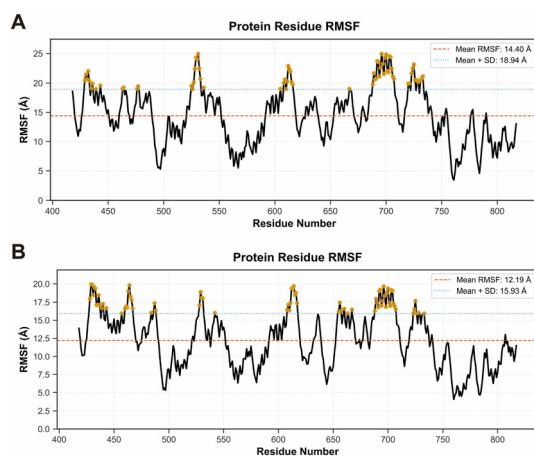 A
Protein Residue RMSF
Mean RMSF: 14.40 Å
Mean + SD: 18.94 Å
RMSF (Å)
25
20
15
10
5
0
400 450 500 550 600 650 700 750 800
Residue Number
B
Protein Residue RMSF
Mean RMSF: 12.19 Å
Mean + SD: 15.93 Å
RMSF (Å)
20.0
17.5
15.0
12.5
10.0
7.5
5.0
2.5
0.0
400 450 500 550 600 650 700 750 800
Residue Number